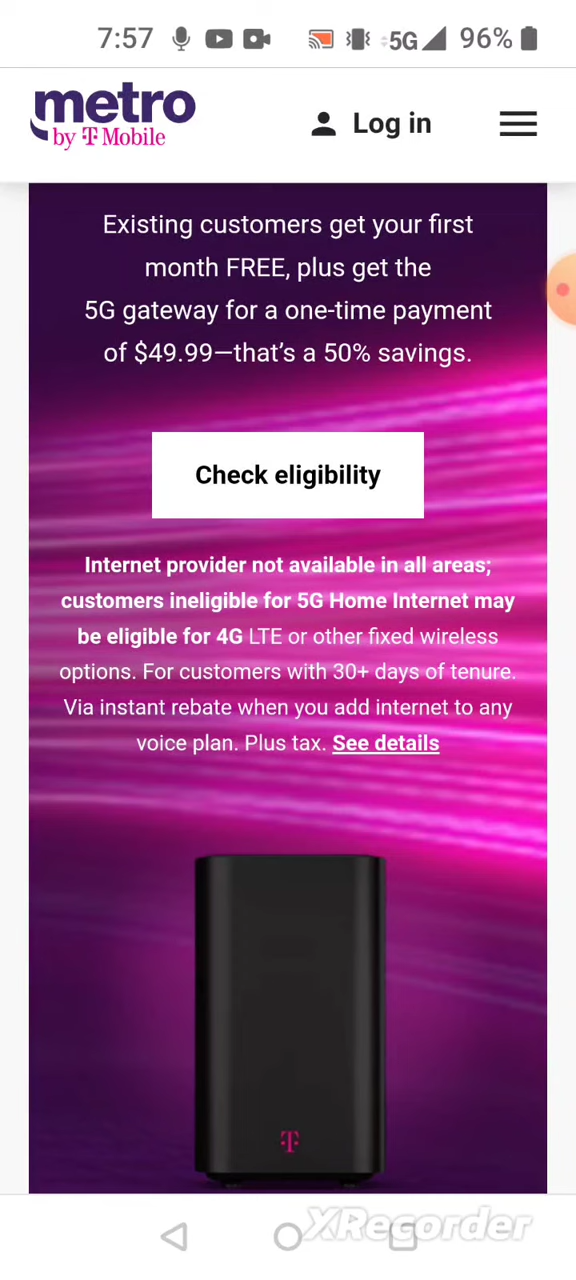 7:57 5G 96%
metro
by T Mobile
Log in
Existing customers get your first
month FREE, plus get the
5G gateway for a one-time payment
of $49.99—that’s a 50% savings.
Check eligibility
Internet provider not available in all areas;
customers ineligible for 5G Home Internet may
be eligible for 4G LTE or other fixed wireless
options. For customers with 30+ days of tenure.
Via instant rebate when you add internet to any
voice plan. Plus tax. See details
T
XRecorder